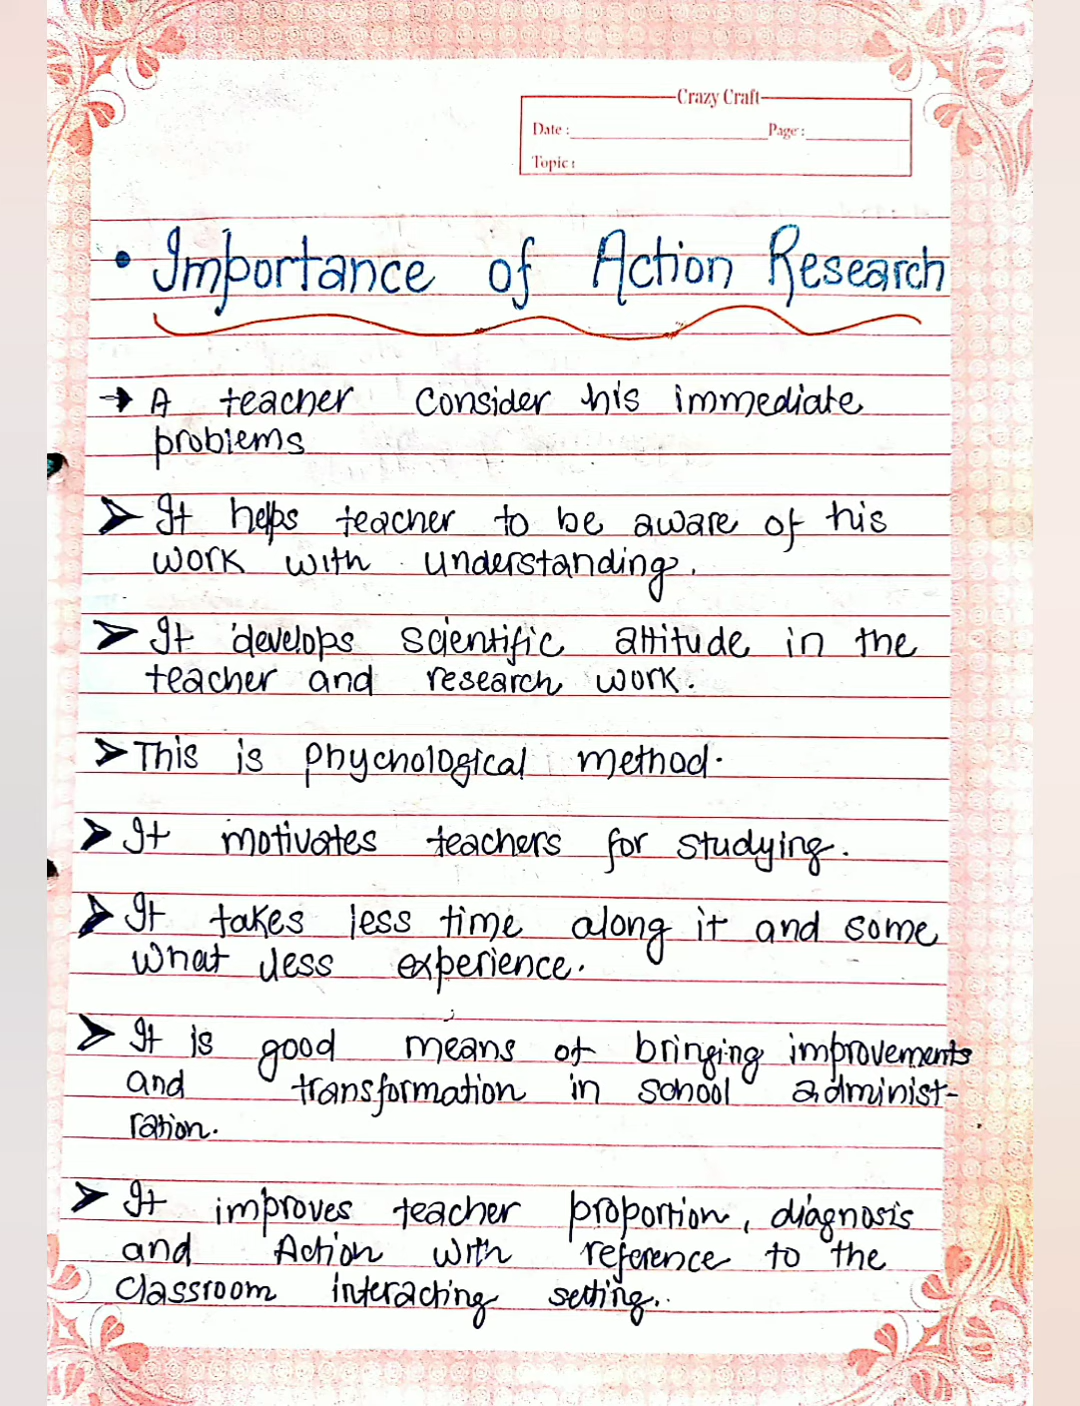 Crazy Craft
Date : Page :
Topic :
• Importance of Action Research
→ A teacher Consider his immediate
problems
➤ It helps teacher to be aware of his
work with understanding.
➤ It develops scientific attitude in the
teacher and research work.
➤ This is Phychological method.
➤ It motivates teachers for studying.
➤ It takes less time along it and some
what less experience.
➤ It is good means of bringing improvements
and transformation in school administ-
ration.
➤ It improves teacher proportion, diagnosis
and Action with reference to the
classroom interacting setting.